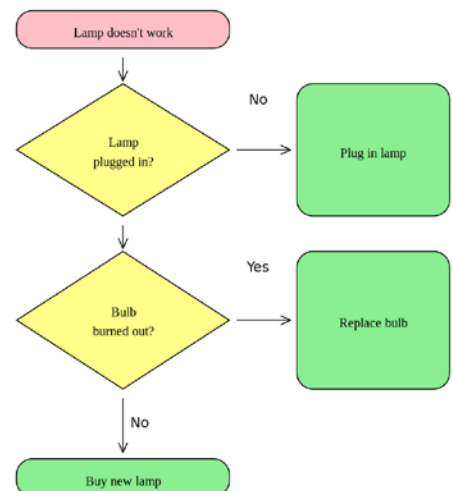 Lamp doesn't work
No
Lamp
plugged in?
Plug in lamp
Yes
Bulb
burned out?
Replace bulb
No
Buy new lamp